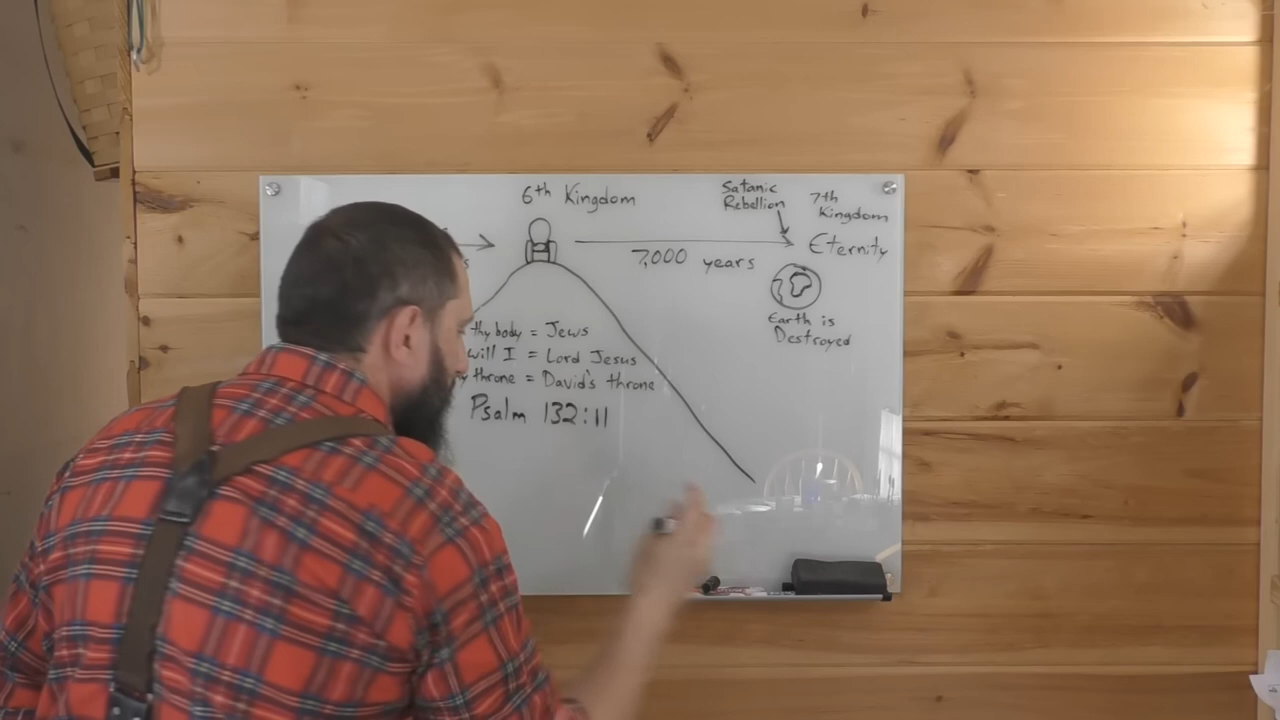 6th Kingdom
Satanic
Rebellion
7th
Kingdom
7,000 years
Eternity
Earth is
Destroyed
thy body = Jews
will I = Lord Jesus
throne = David's throne
Psalm 132:11